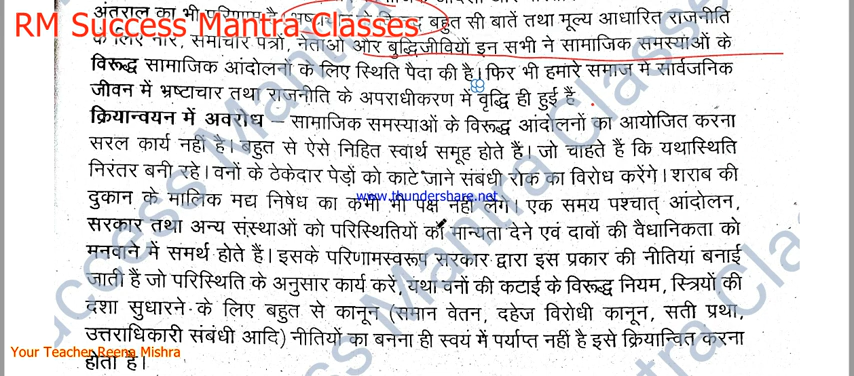 अंतराल का भी परिणाम है। बहुत सी बातें तथा मूल्य आधारित राजनीति
RM Success Mantra Classes
के लिए नारे, समाचार पत्रों, नेताओं और बुद्धिजीवियों इन सभी ने सामाजिक समस्याओं के
विरूद्ध सामाजिक आंदोलनों के लिए स्थिति पैदा की है। फिर भी हमारे समाज में सार्वजनिक
जीवन में भ्रष्टाचार तथा राजनीति के अपराधीकरण में वृद्धि ही हुई है
क्रियान्वयन में अवरोध – सामाजिक समस्याओं के विरूद्ध आंदोलनों का आयोजित करना
सरल कार्य नहीं है। बहुत से ऐसे निहित स्वार्थ समूह होते हैं। जो चाहते हैं कि यथास्थिति
निरंतर बनी रहे। वनों के ठेकेदार पेड़ों को काटे जाने संबंधी रोक का विरोध करेंगे। शराब की
दुकान के मालिक मद्य निषेध का कभी भी पक्ष नहीं लेंगे। एक समय पश्चात् आंदोलन,
www.thundershare.net
सरकार तथा अन्य संस्थाओं को परिस्थितियों को मान्यता देने एवं दावों की वैधानिकता को
मनवाने में समर्थ होते हैं। इसके परिणामस्वरूप सरकार द्वारा इस प्रकार की नीतियां बनाई
जाती हैं जो परिस्थिति के अनुसार कार्य करें, यथा वनों की कटाई के विरूद्ध नियम, स्त्रियों की
दशा सुधारने के लिए बहुत से कानून (समान वेतन, दहेज विरोधी कानून, सती प्रथा,
उत्तराधिकारी संबंधी आदि) नीतियों का बनना ही स्वयं में पर्याप्त नहीं है इसे क्रियान्वित करना
Your Teacher Reena Mishra
होता है।